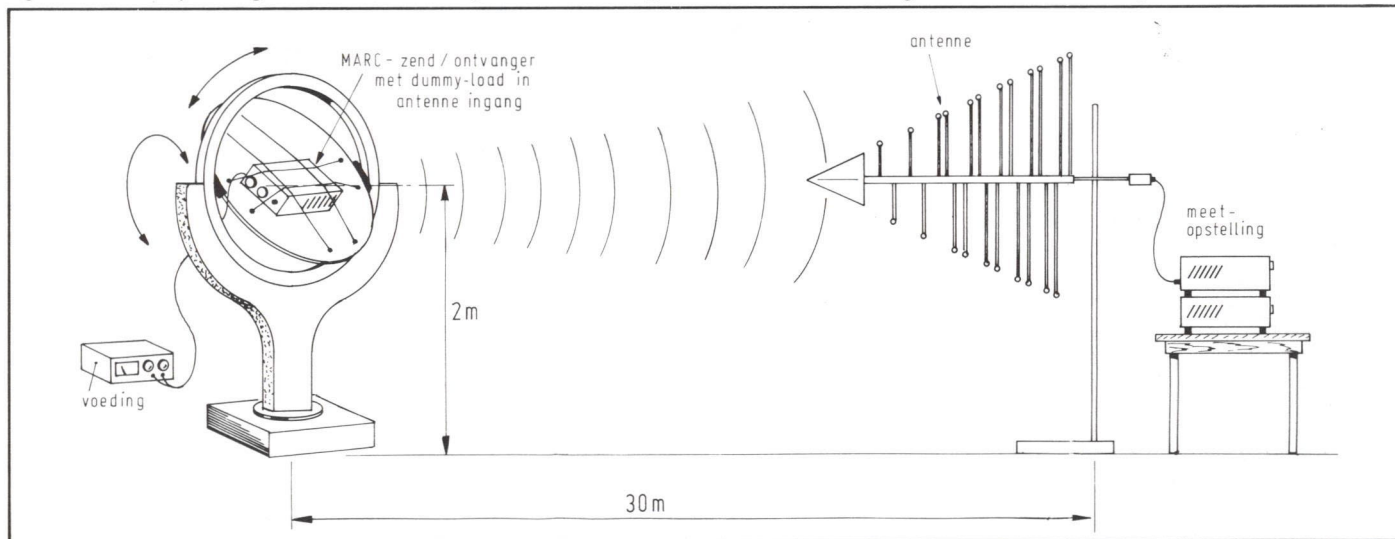 MARC - zend / ontvanger
met dummy-load in
antenne ingang
antenne
meet-
opstelling
2m
voeding
30m